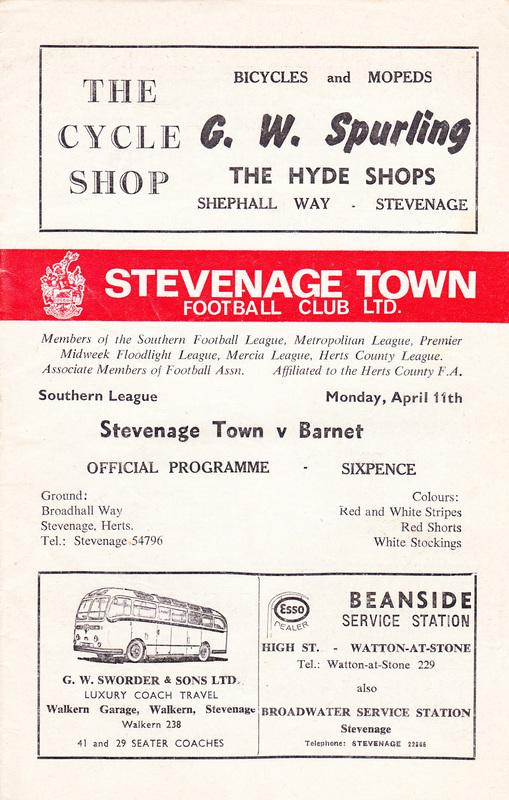 THE
CYCLE
SHOP
BICYCLES and MOPEDS
G. W. Spurling
THE HYDE SHOPS
SHEPHALL WAY - STEVENAGE
STEVENAGE TOWN
FOOTBALL CLUB LTD.
Members of the Southern Football League, Metropolitan League, Premier
Midweek Floodlight League, Mercia League, Herts County League.
Associate Members of Football Assn. Affiliated to the Herts County F.A.
Southern League Monday, April 11th
Stevenage Town v Barnet
OFFICIAL PROGRAMME - SIXPENCE
Ground:
Broadhall Way
Stevenage, Herts.
Tel.: Stevenage 54796
Colours:
Red and White Stripes
Red Shorts
White Stockings
G. W. SWORDER & SONS LTD.
LUXURY COACH TRAVEL
Walkern Garage, Walkern, Stevenage
Walkern 238
41 and 29 SEATER COACHES
Esso
DEALER
BEANSIDE
SERVICE STATION
HIGH ST. - WATTON-AT-STONE
Tel.: Watton-at-Stone 229
also
BROADWATER SERVICE STATION
Stevenage
Telephone: STEVENAGE